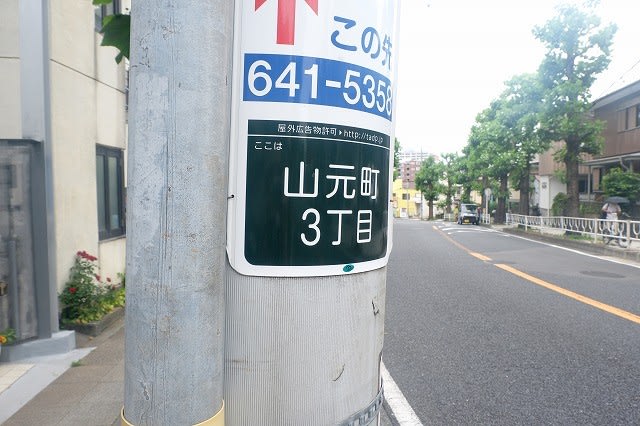 この先
641-5358
屋外広告物許可▶http://tadp.jp
ここは
山元町
3丁目